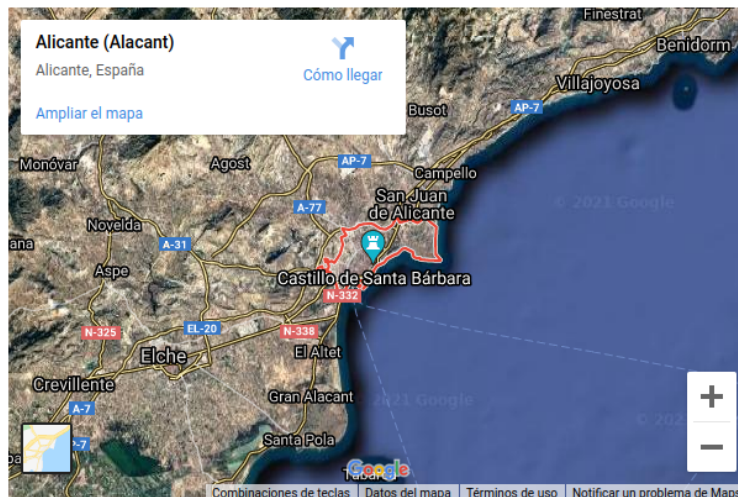 Finestrat
Alicante (Alacant)
Benidorm
Alicante, España
Cómo llegar
Villajoyosa
Ampliar el mapa
Busot
AP-7
Monóvar
Agost
AP-7
Campello
San Juan
de Alicante
© 2021 Google
A-77
Novelda
A-31
Aspe
Castillo de Santa Bárbara
N-332
N-325
EL-20
N-338
Elche
El Altet
Crevillente
Gran Alacant
2021 Google
A-7
Santa Pola
Google
Combinaciones de teclas
Datos del mapa
Términos de uso
Notificar un problema de Maps